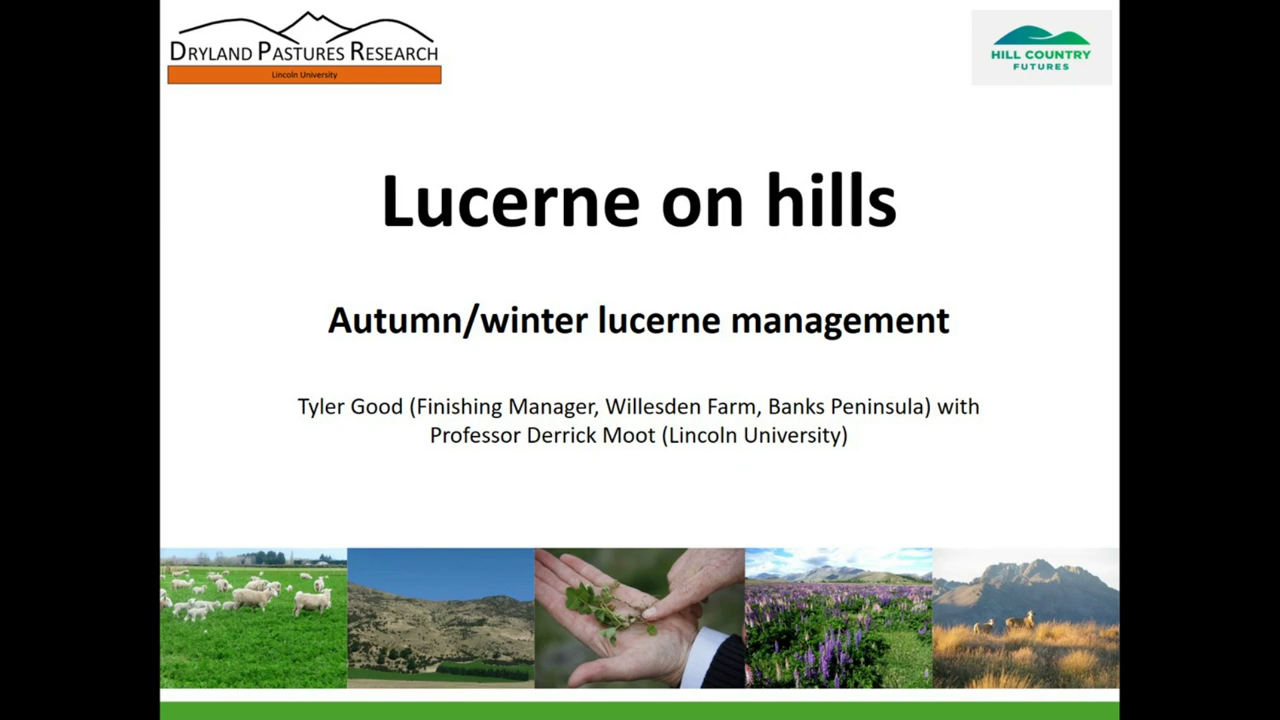 DRYLAND PASTURES RESEARCH
Lincoln University
HILL COUNTRY
FUTURES
Lucerne on hills
Autumn/winter lucerne management
Tyler Good (Finishing Manager, Willesden Farm, Banks Peninsula) with
Professor Derrick Moot (Lincoln University)